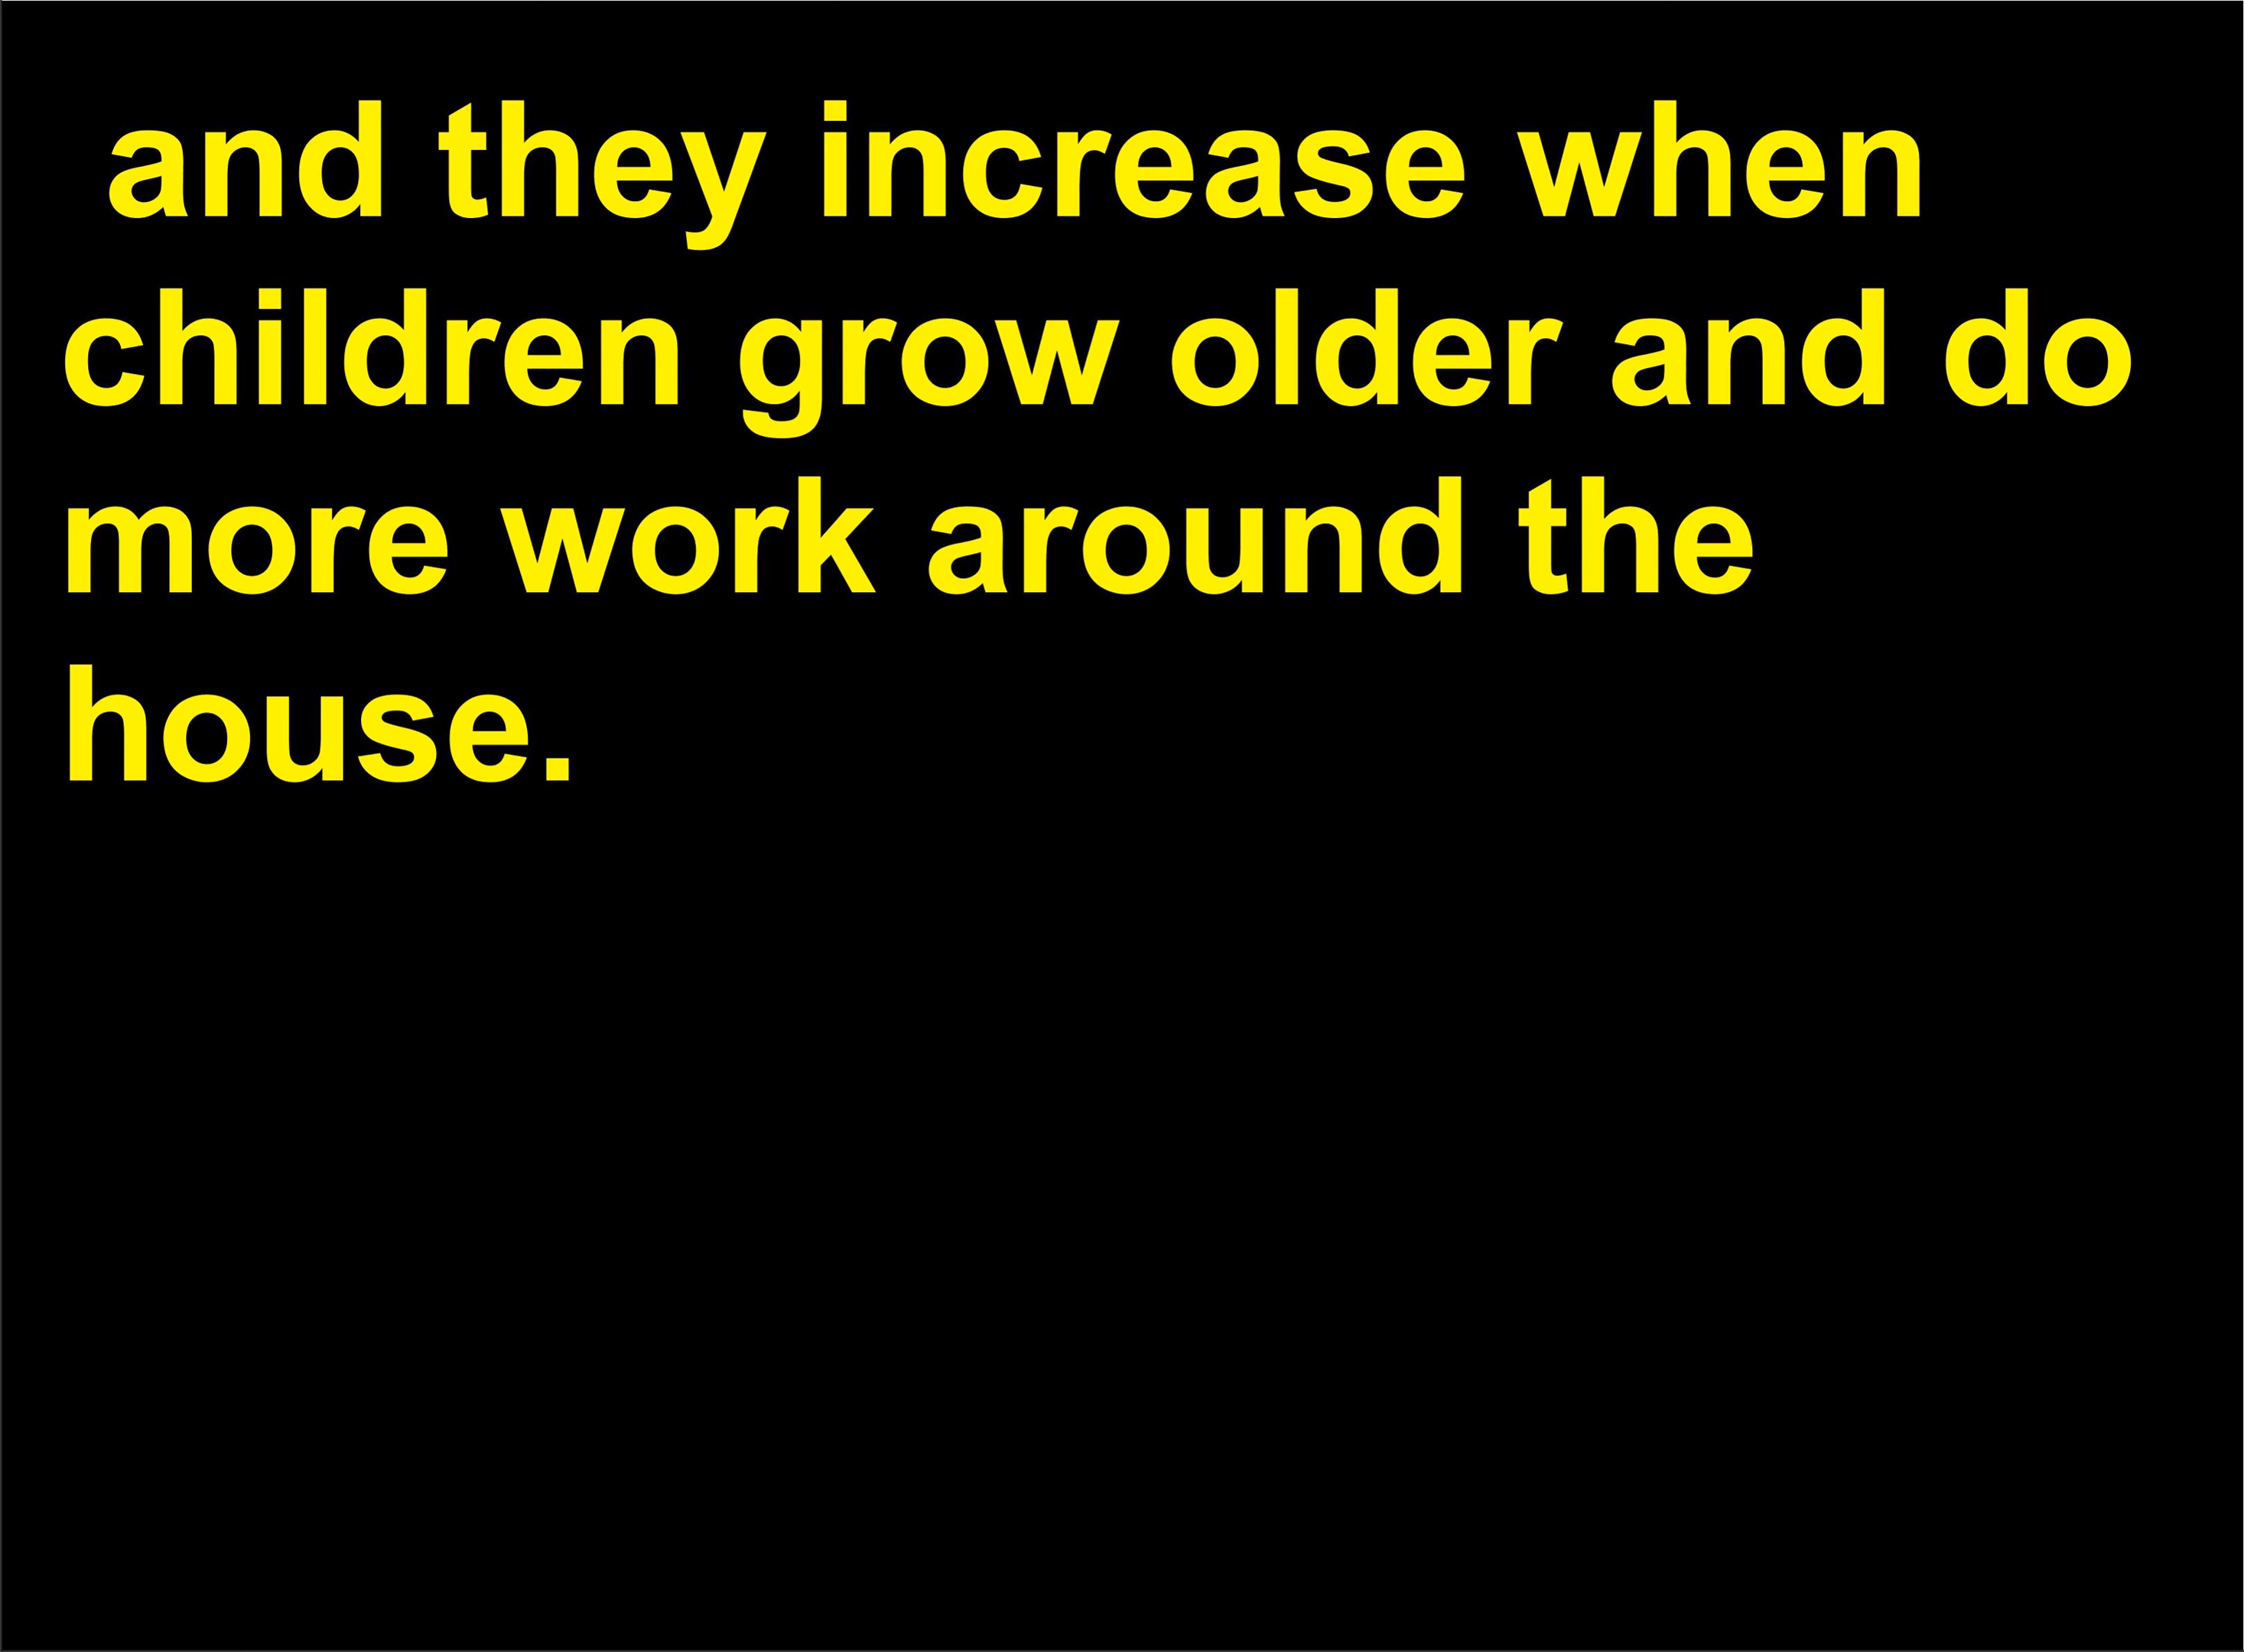 and they increase when
children grow older and do
more work around the
house.